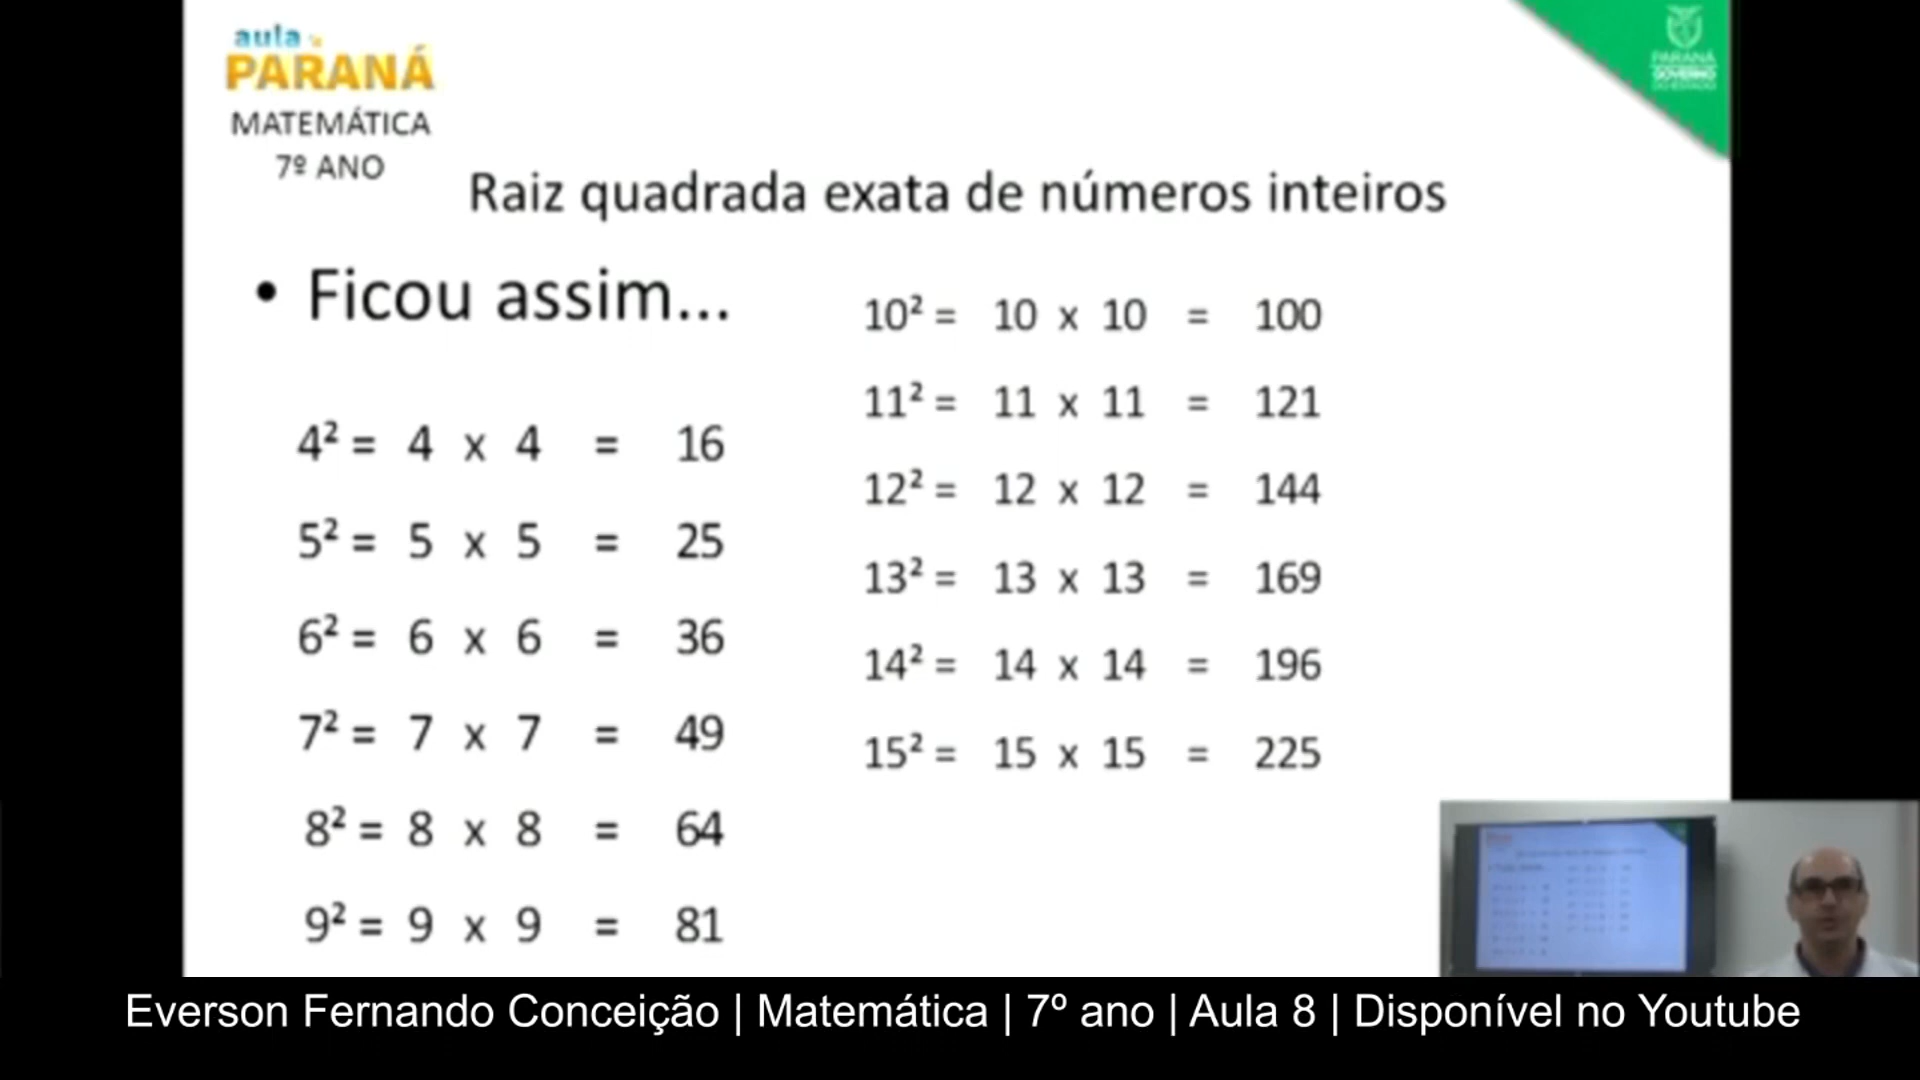 aula
PARANÁ
MATEMÁTICA
7º ANO
PARANÁ
GOVERNO
DO ESTADO
Raiz quadrada exata de números inteiros
• Ficou assim...
4² = 4 x 4 = 16
5² = 5 x 5 = 25
6² = 6 x 6 = 36
7² = 7 x 7 = 49
8² = 8 x 8 = 64
9² = 9 x 9 = 81
10² = 10 x 10 = 100
11² = 11 x 11 = 121
12² = 12 x 12 = 144
13² = 13 x 13 = 169
14² = 14 x 14 = 196
15² = 15 x 15 = 225
Everson Fernando Conceição | Matemática | 7º ano | Aula 8 | Disponível no Youtube